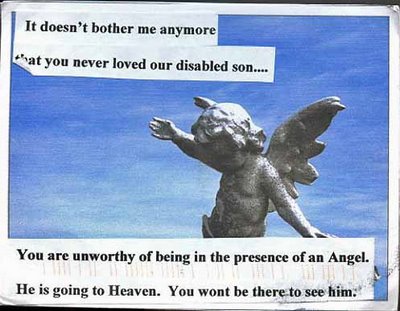 It doesn't bother me anymore
that you never loved our disabled son....
You are unworthy of being in the presence of an Angel.
He is going to Heaven. You wont be there to see him.